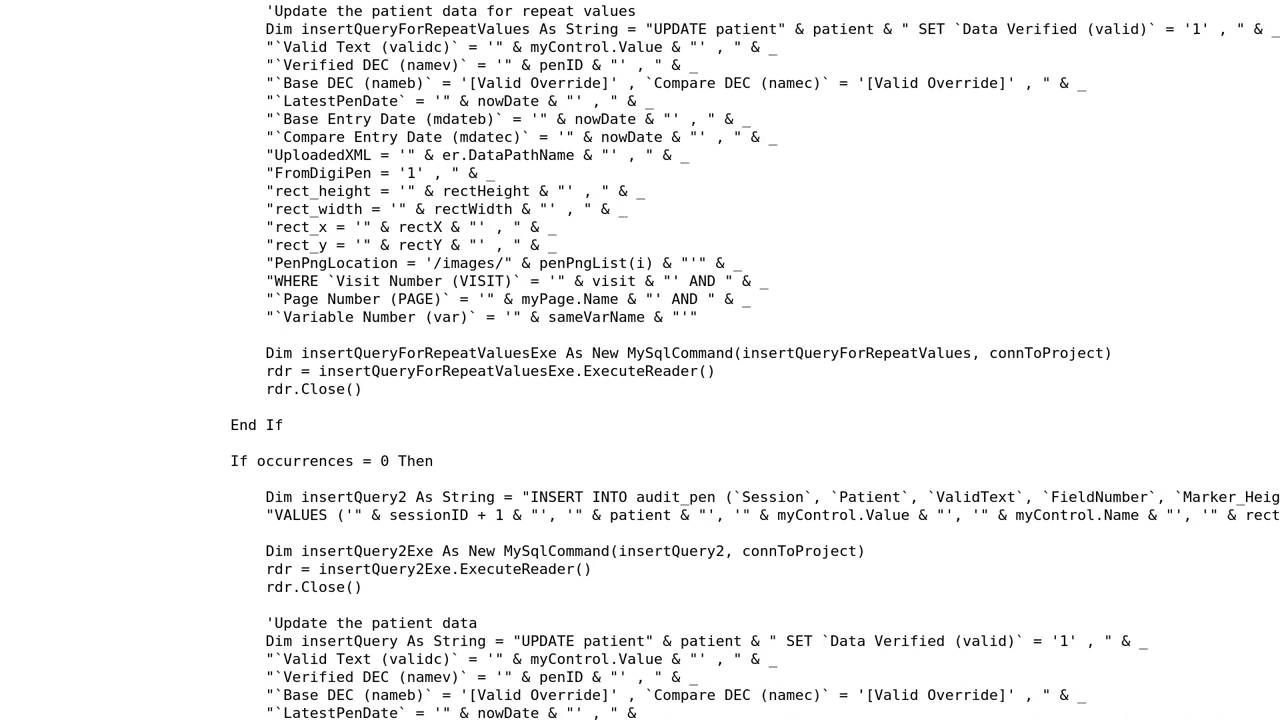 'Update the patient data for repeat values
Dim insertQueryForRepeatValues As String = "UPDATE patient" & patient & " SET `Data Verified (valid)` = '1' , " & _
"`Valid Text (validc)` = '" & myControl.Value & "' , " & _
"`Verified DEC (namev)` = '" & penID & "' , " & _
"`Base DEC (nameb)` = '[Valid Override]' , `Compare DEC (namec)` = '[Valid Override]' , " & _
"`LatestPenDate` = '" & nowDate & "' , " & _
"`Base Entry Date (mdateb)` = '" & nowDate & "' , " & _
"`Compare Entry Date (mdatec)` = '" & nowDate & "' , " & _
"UploadedXML = '" & er.DataPathName & "' , " & _
"FromDigiPen = '1' , " & _
"rect_height = '" & rectHeight & "' , " & _
"rect_width = '" & rectWidth & "' , " & _
"rect_x = '" & rectX & "' , " & _
"rect_y = '" & rectY & "' , " & _
"PenPngLocation = '/images/" & penPngList(i) & "'" & _
"WHERE `Visit Number (VISIT)` = '" & visit & "' AND " & _
"`Page Number (PAGE)` = '" & myPage.Name & "' AND " & _
"`Variable Number (var)` = '" & sameVarName & "'"
Dim insertQueryForRepeatValuesExe As New MySqlCommand(insertQueryForRepeatValues, connToProject)
rdr = insertQueryForRepeatValuesExe.ExecuteReader()
rdr.Close()
End If
If occurrences = 0 Then
Dim insertQuery2 As String = "INSERT INTO audit_pen (`Session`, `Patient`, `ValidText`, `FieldNumber`, `Marker_Heig
"VALUES ('" & sessionID + 1 & "', '" & patient & "', '" & myControl.Value & "', '" & myControl.Name & "', '" & rect
Dim insertQuery2Exe As New MySqlCommand(insertQuery2, connToProject)
rdr = insertQuery2Exe.ExecuteReader()
rdr.Close()
'Update the patient data
Dim insertQuery As String = "UPDATE patient" & patient & " SET `Data Verified (valid)` = '1' , " & _
"`Valid Text (validc)` = '" & myControl.Value & "' , " & _
"`Verified DEC (namev)` = '" & penID & "' , " & _
"`Base DEC (nameb)` = '[Valid Override]' , `Compare DEC (namec)` = '[Valid Override]' , " & _
"`LatestPenDate` = '" & nowDate & "' , " &